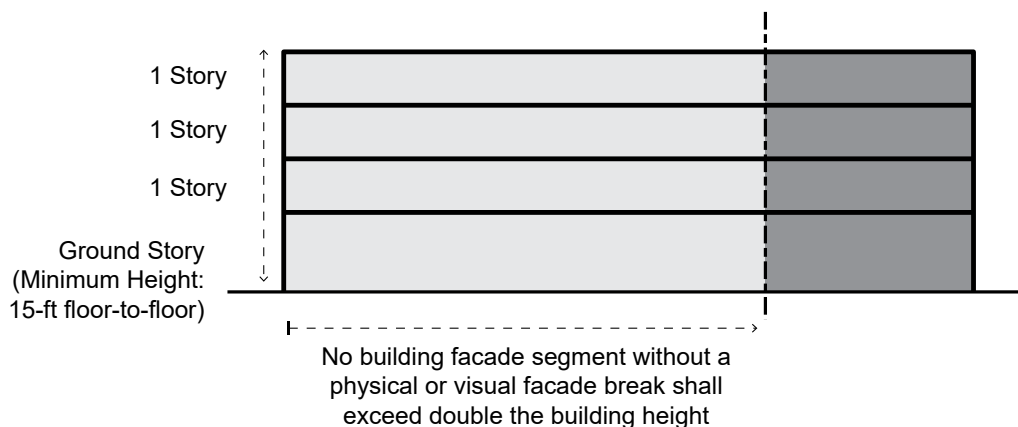 1 Story
1 Story
1 Story
Ground Story
(Minimum Height:
15-ft floor-to-floor)
No building facade segment without a
physical or visual facade break shall
exceed double the building height